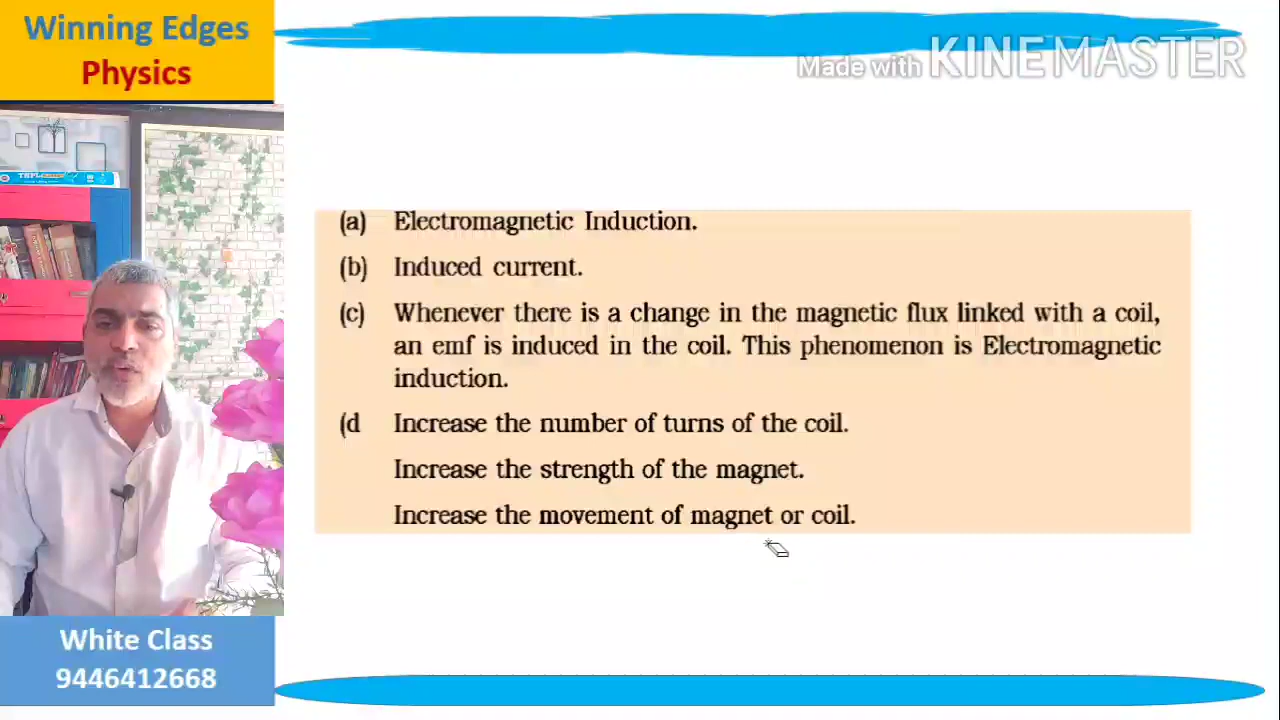 Winning Edges
Physics
Made with KINEMASTER
(a) Electromagnetic Induction.
(b) Induced current.
(c) Whenever there is a change in the magnetic flux linked with a coil,
an emf is induced in the coil. This phenomenon is Electromagnetic
induction.
(d Increase the number of turns of the coil.
Increase the strength of the magnet.
Increase the movement of magnet or coil.
White Class
9446412668